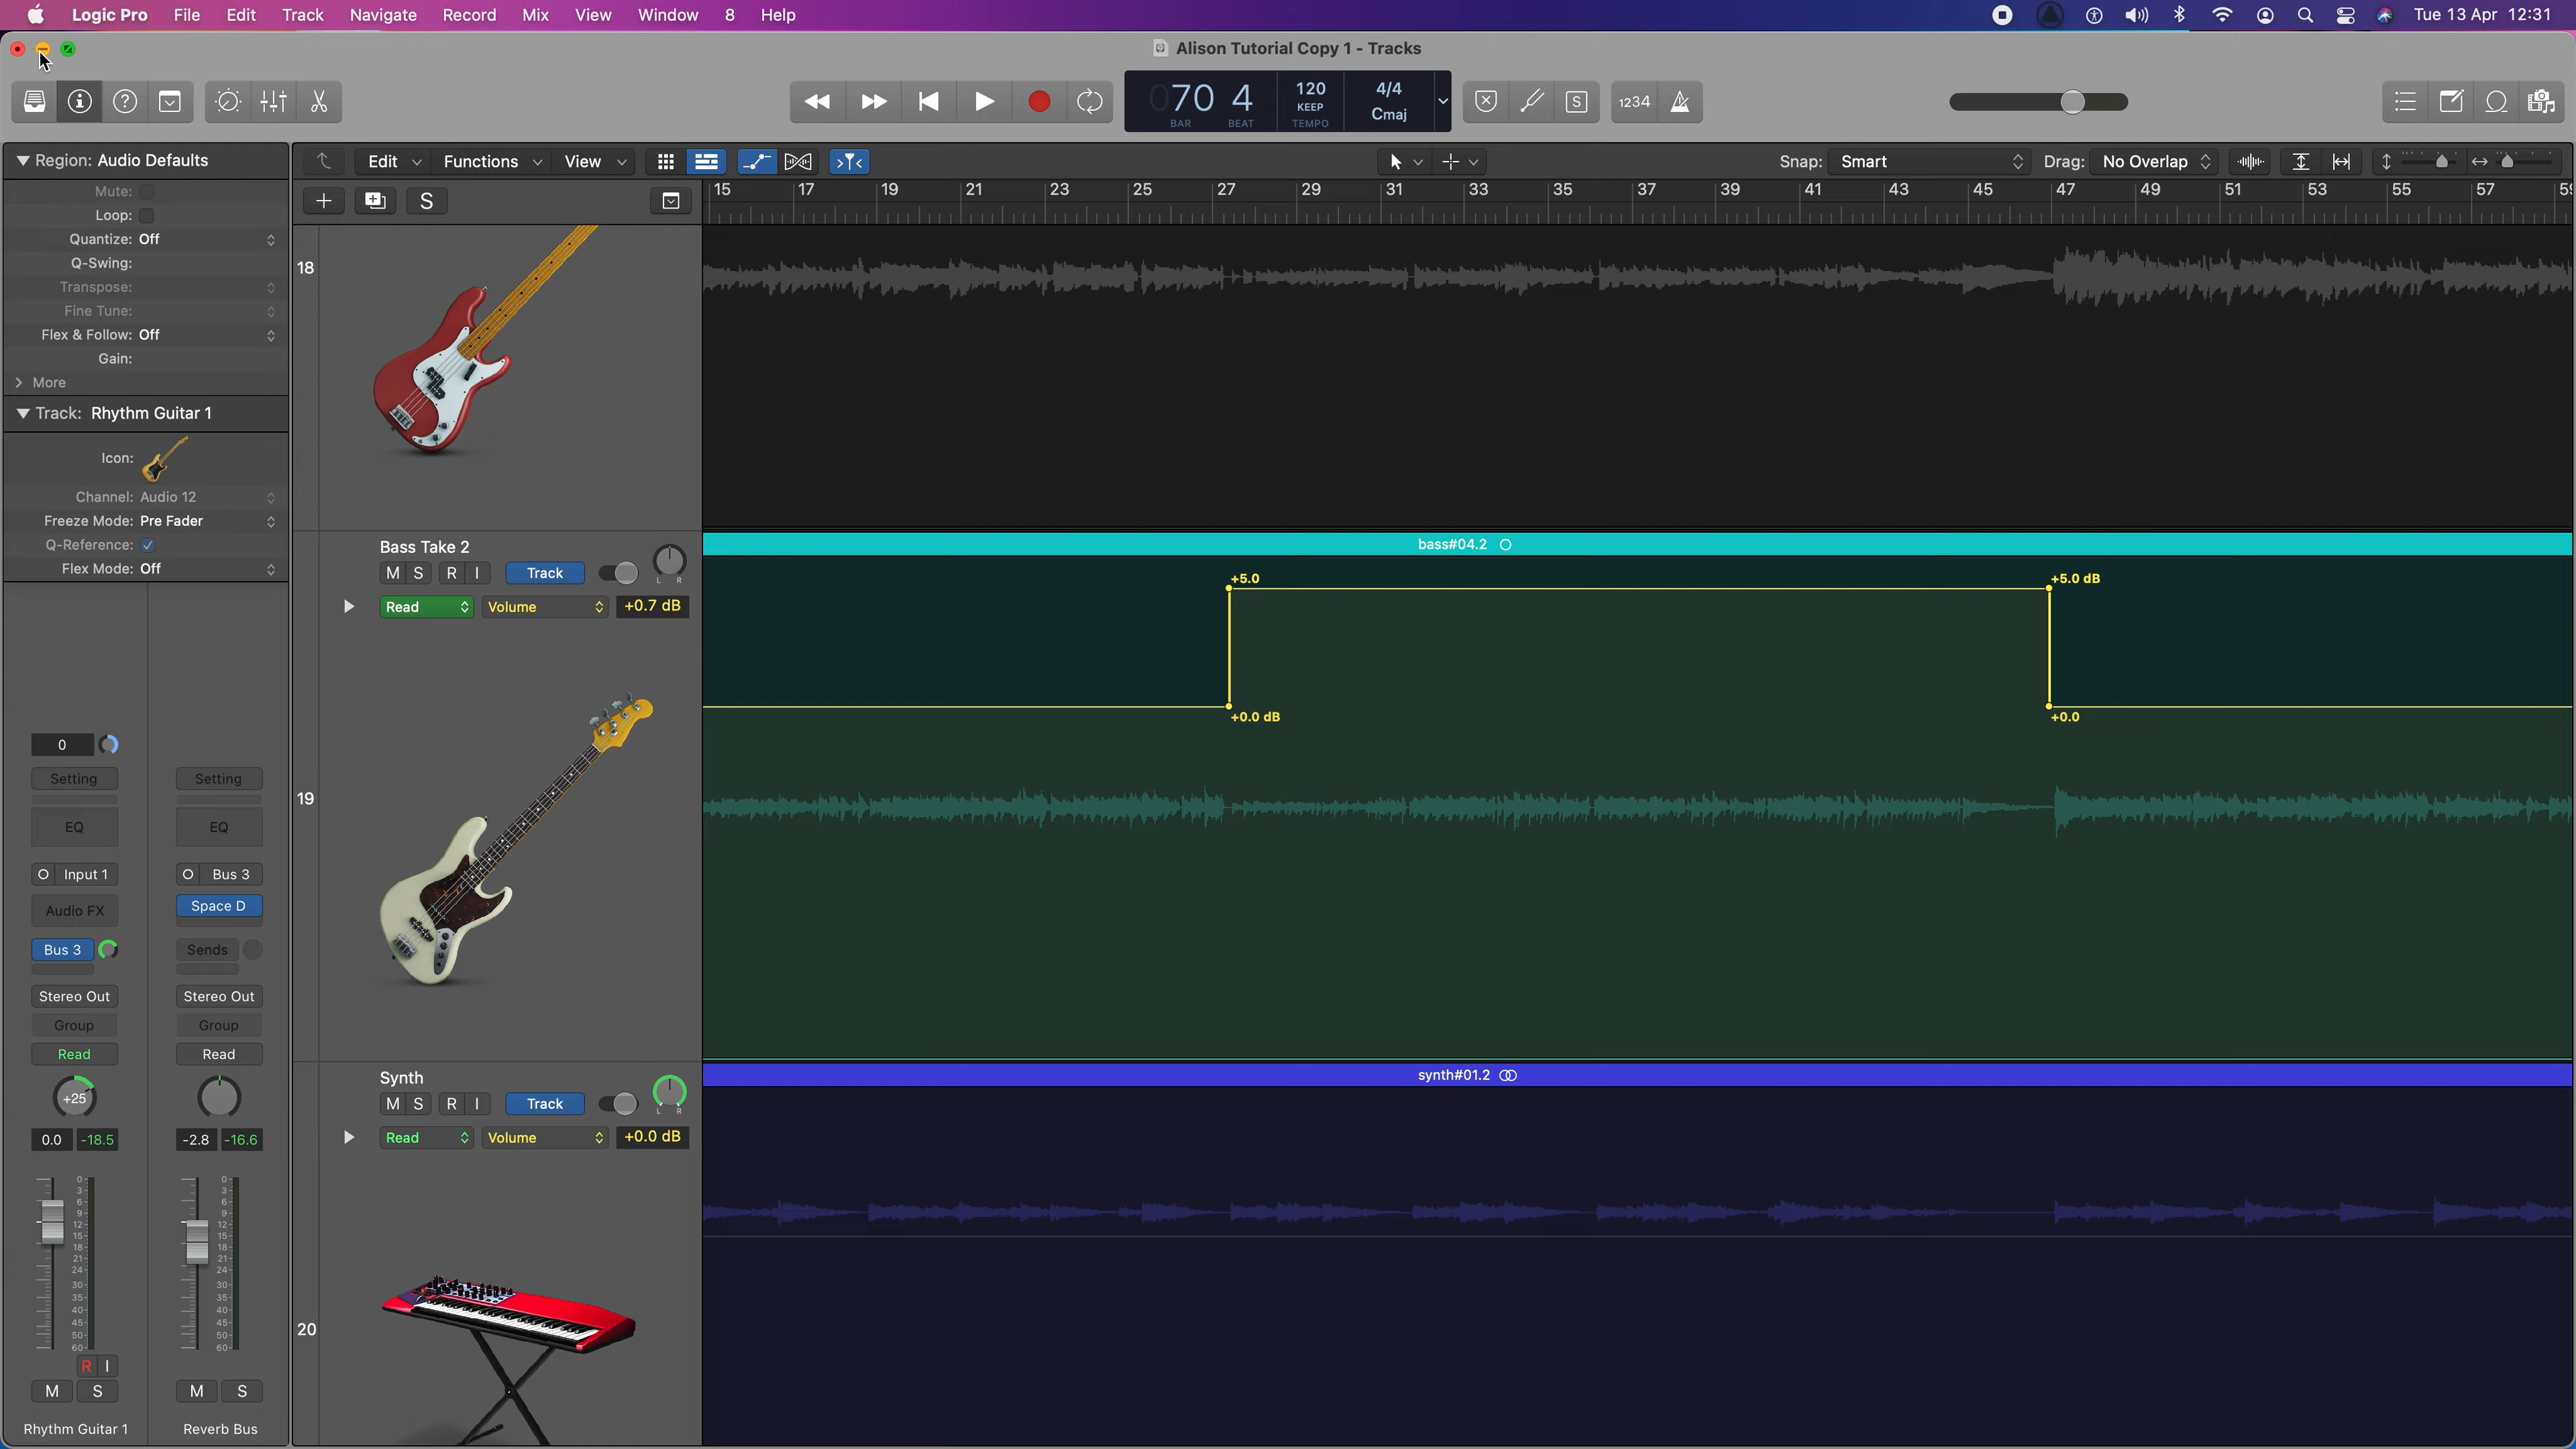 Logic Pro File Edit Track Navigate Record Mix View Window 8 Help Tue 13 Apr 12:31
Alison Tutorial Copy 1 - Tracks
070 4 120 4/4
KEEP Cmaj
BAR BEAT TEMPO
S 1234
Region: Audio Defaults
Edit Functions View Snap: Smart Drag: No Overlap
Mute:
Loop:
Quantize: Off
Q-Swing:
Transpose:
Fine Tune:
Flex & Follow: Off
Gain:
More
S
15 17 19 21 23 25 27 29 31 33 35 37 39 41 43 45 47 49 51 53 55 57
18
Track: Rhythm Guitar 1
Icon:
Channel: Audio 12
Freeze Mode: Pre Fader
Q-Reference:
Flex Mode: Off
Bass Take 2
M S R I Track
L R
Read Volume +0.7 dB
19
bass#04.2
+5.0 +5.0 dB
+0.0 dB +0.0
Synth
M S R I Track
L R
Read Volume +0.0 dB
20
synth#01.2
0
Setting Setting
EQ EQ
Input 1 Bus 3
Audio FX Space D
Bus 3 Sends
Stereo Out Stereo Out
Group Group
Read Read
+25
0.0 -18.5 -2.8 -16.6
0 0
3 3
6 6
9 9
12 12
15 15
18 18
21 21
24 24
30 30
35 35
40 40
45 45
50 50
60 60
R I
M S M S
Rhythm Guitar 1 Reverb Bus